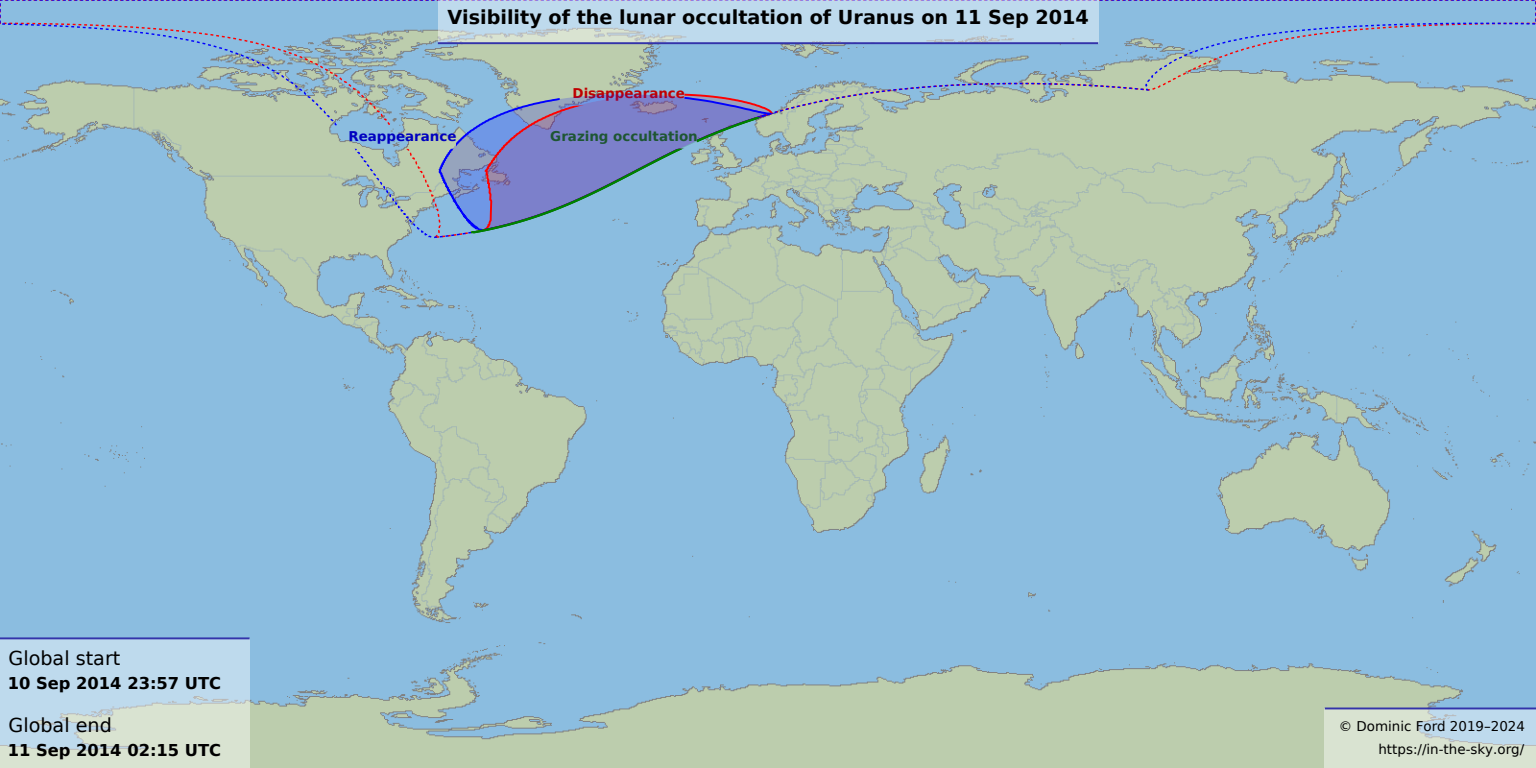 Visibility of the lunar occultation of Uranus on 11 Sep 2014
Disappearance
Reappearance
Grazing occultation
Global start
10 Sep 2014 23:57 UTC
Global end
11 Sep 2014 02:15 UTC
© Dominic Ford 2019–2024
https://in-the-sky.org/